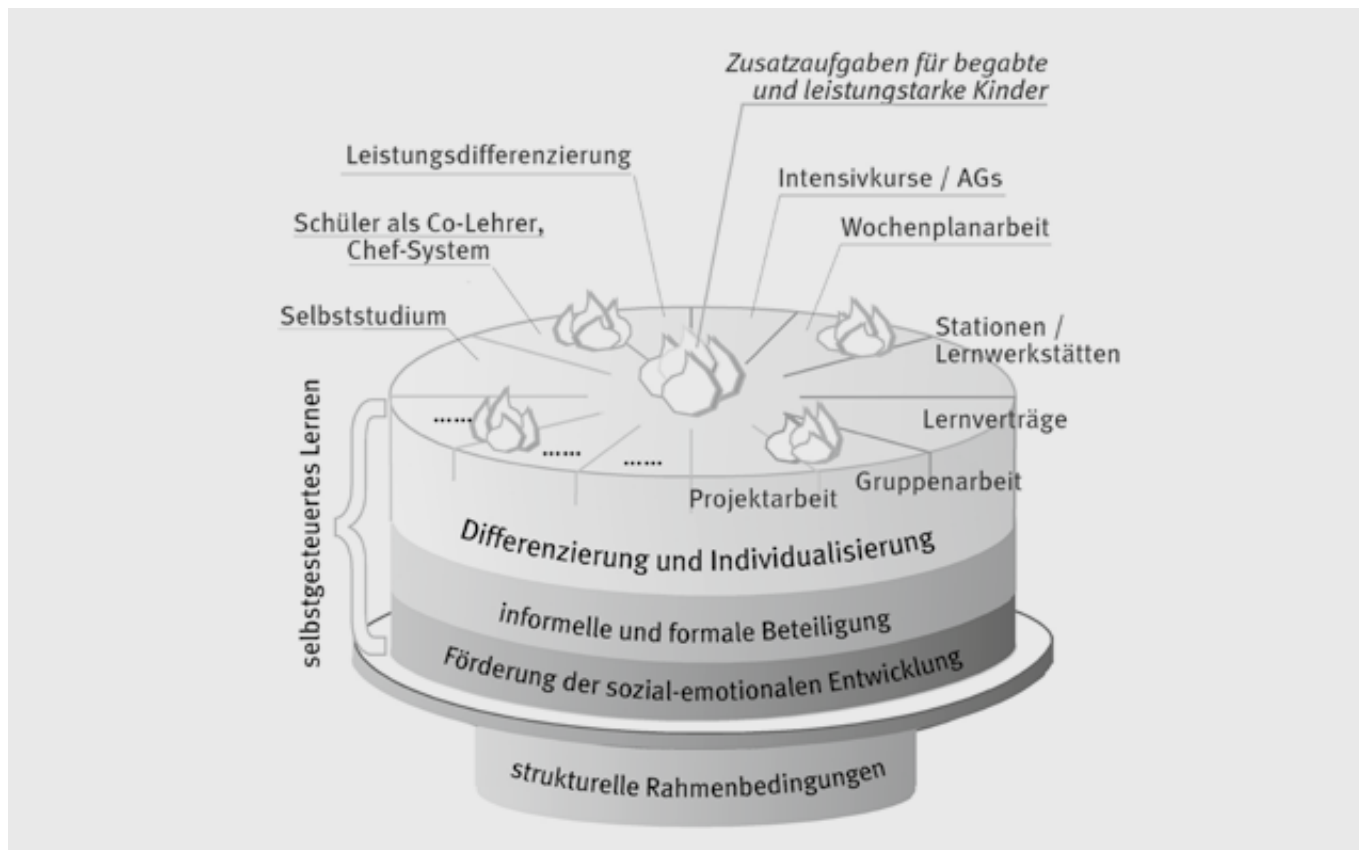 Zusatzaufgaben für begabte
und leistungstarke Kinder
Leistungsdifferenzierung
Intensivkurse / AGs
Schüler als Co-Lehrer,
Chef-System
Wochenplanarbeit
Selbststudium
Stationen /
Lernwerkstätten
selbstgesteuertes Lernen
......
......
......
Lernverträge
Gruppenarbeit
Projektarbeit
Differenzierung und Individualisierung
informelle und formale Beteiligung
Förderung der sozial-emotionalen Entwicklung
strukturelle Rahmenbedingungen